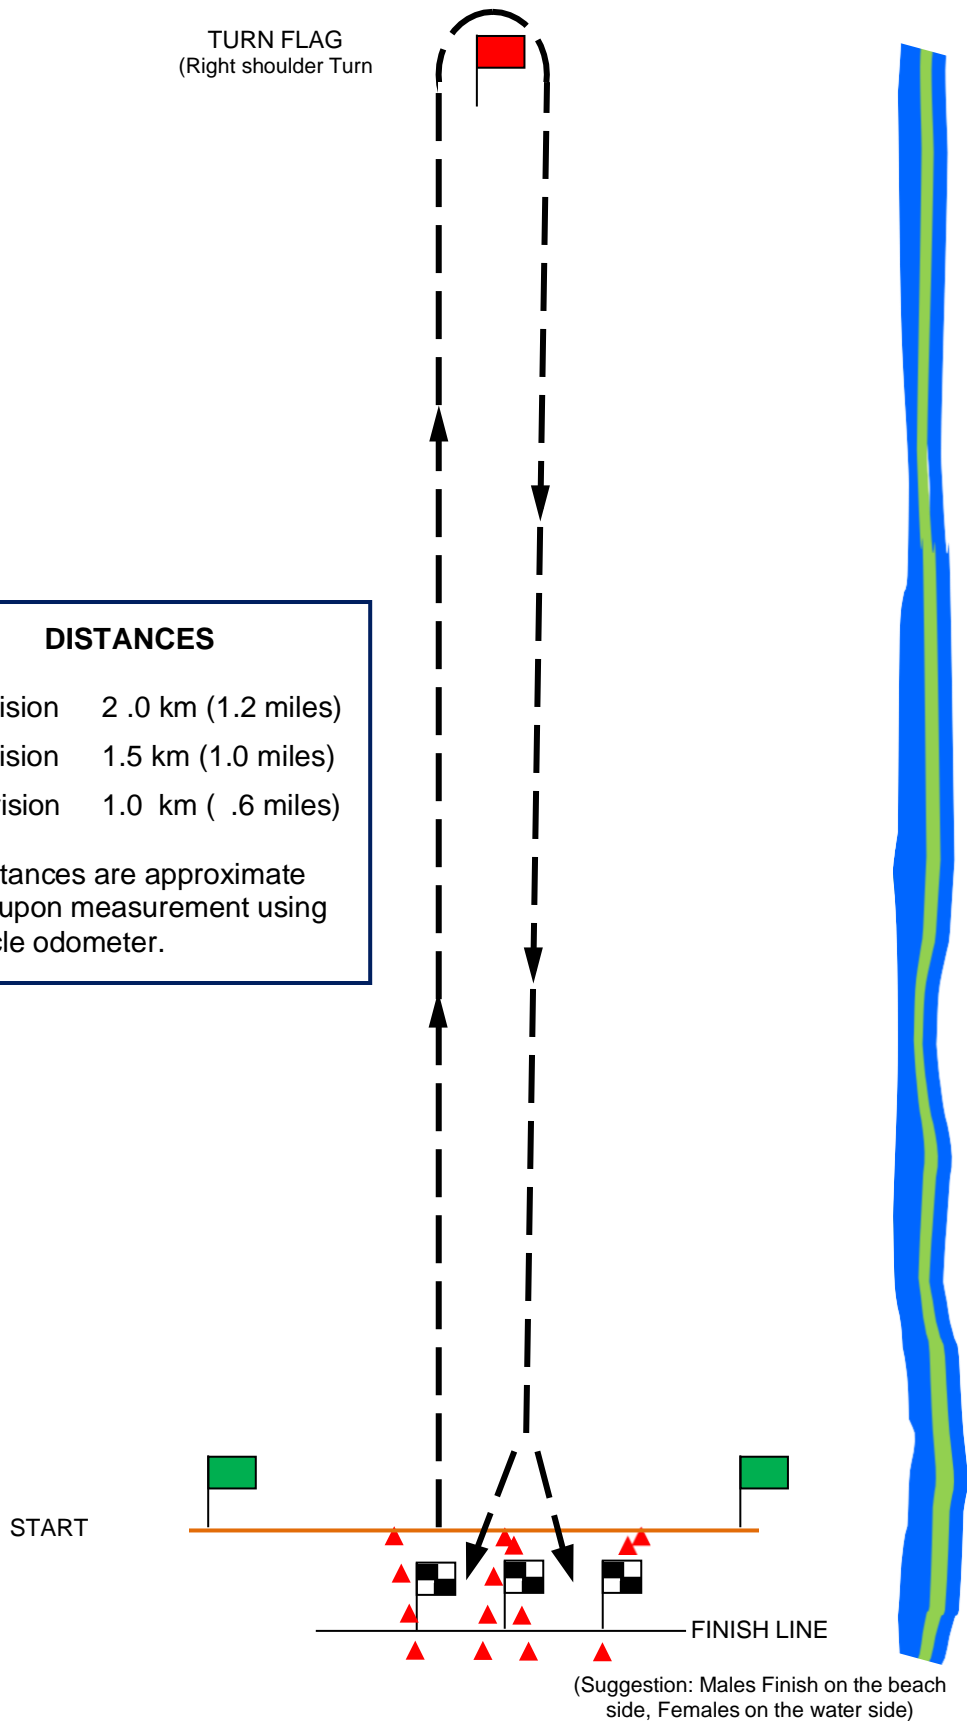 TURN FLAG
(Right shoulder Turn
DISTANCES
ision 2 .0 km (1.2 miles)
ision 1.5 km (1.0 miles)
ision 1.0 km ( .6 miles)
tances are approximate
upon measurement using
cle odometer.
START
FINISH LINE
(Suggestion: Males Finish on the beach
side, Females on the water side)